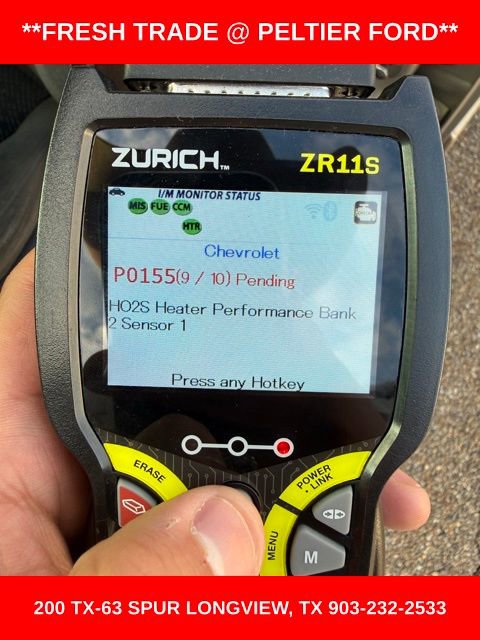 **FRESH TRADE @ PELTIER FORD**
ZURICH™ ZR11S
I/M MONITOR STATUS
MIS FUE CCM
HTR
Chevrolet
P0155(9 / 10) Pending
HO2S Heater Performance Bank
2 Sensor 1
Press any Hotkey
ERASE
POWER
• LINK
MENU
M
200 TX-63 SPUR LONGVIEW, TX 903-232-2533